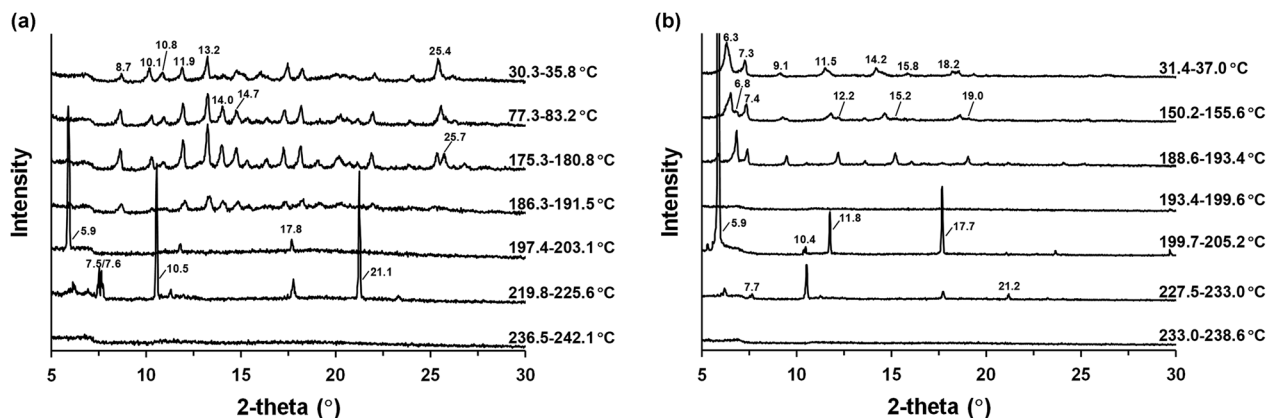 (a)
Intensity
8.7
10.1
10.8
11.9
13.2
25.4
30.3-35.8 °C
14.0
14.7
77.3-83.2 °C
25.7
175.3-180.8 °C
186.3-191.5 °C
5.9
17.8
197.4-203.1 °C
7.5/7.6
10.5
21.1
219.8-225.6 °C
236.5-242.1 °C
5 10 15 20 25 30
2-theta (°)
(b)
Intensity
6.3
7.3
9.1
11.5
14.2
15.8
18.2
31.4-37.0 °C
6.8
7.4
12.2
15.2
19.0
150.2-155.6 °C
188.6-193.4 °C
193.4-199.6 °C
5.9
10.4
11.8
17.7
199.7-205.2 °C
7.7
21.2
227.5-233.0 °C
233.0-238.6 °C
5 10 15 20 25 30
2-theta (°)